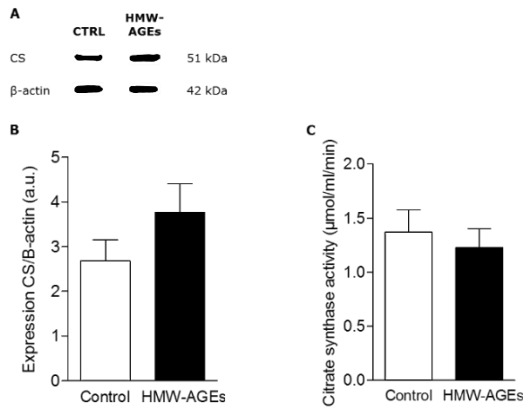 A
CTRL
HMW-
AGEs
CS
51 kDa
β-actin
42 kDa
B
Expression CS/B-actin (a.u.)
5
4
3
2
1
0
Control
HMW-AGEs
C
Citrate synthase activity (μmol/ml/min)
2.0
1.5
1.0
0.5
0.0
Control
HMW-AGEs